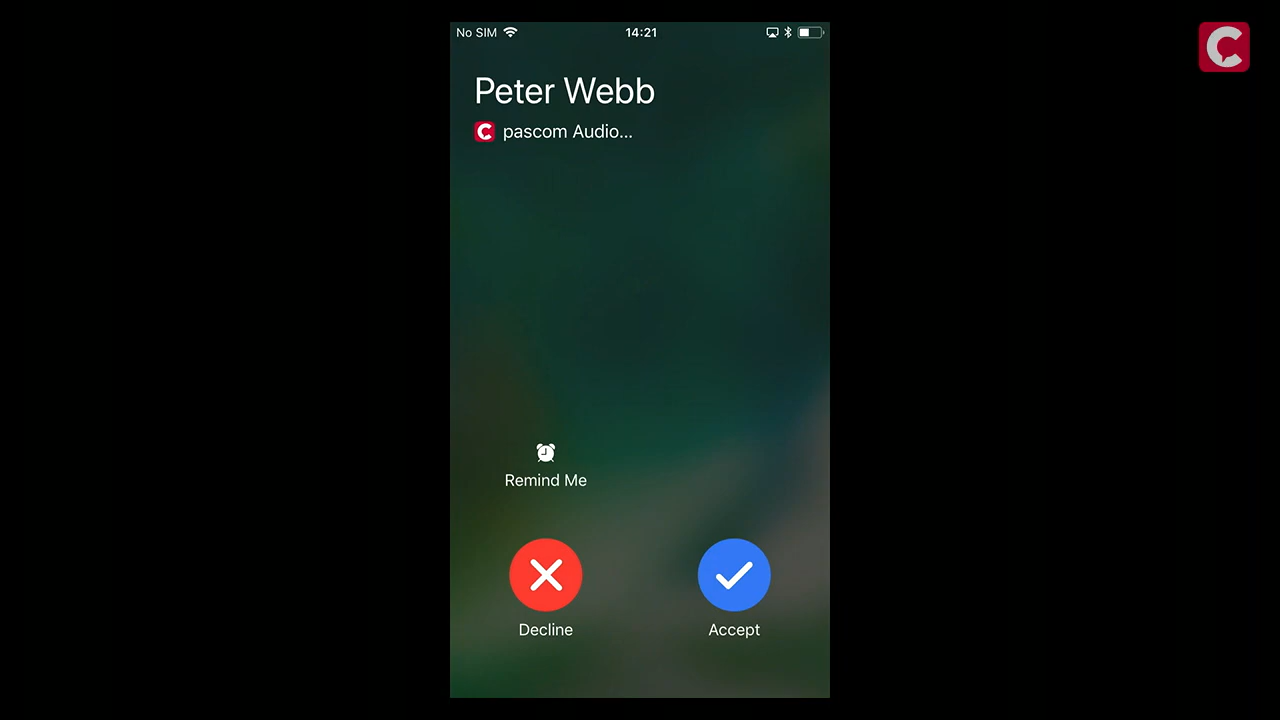 No SIM 14:21
Peter Webb
pascom Audio...
Remind Me
Decline Accept